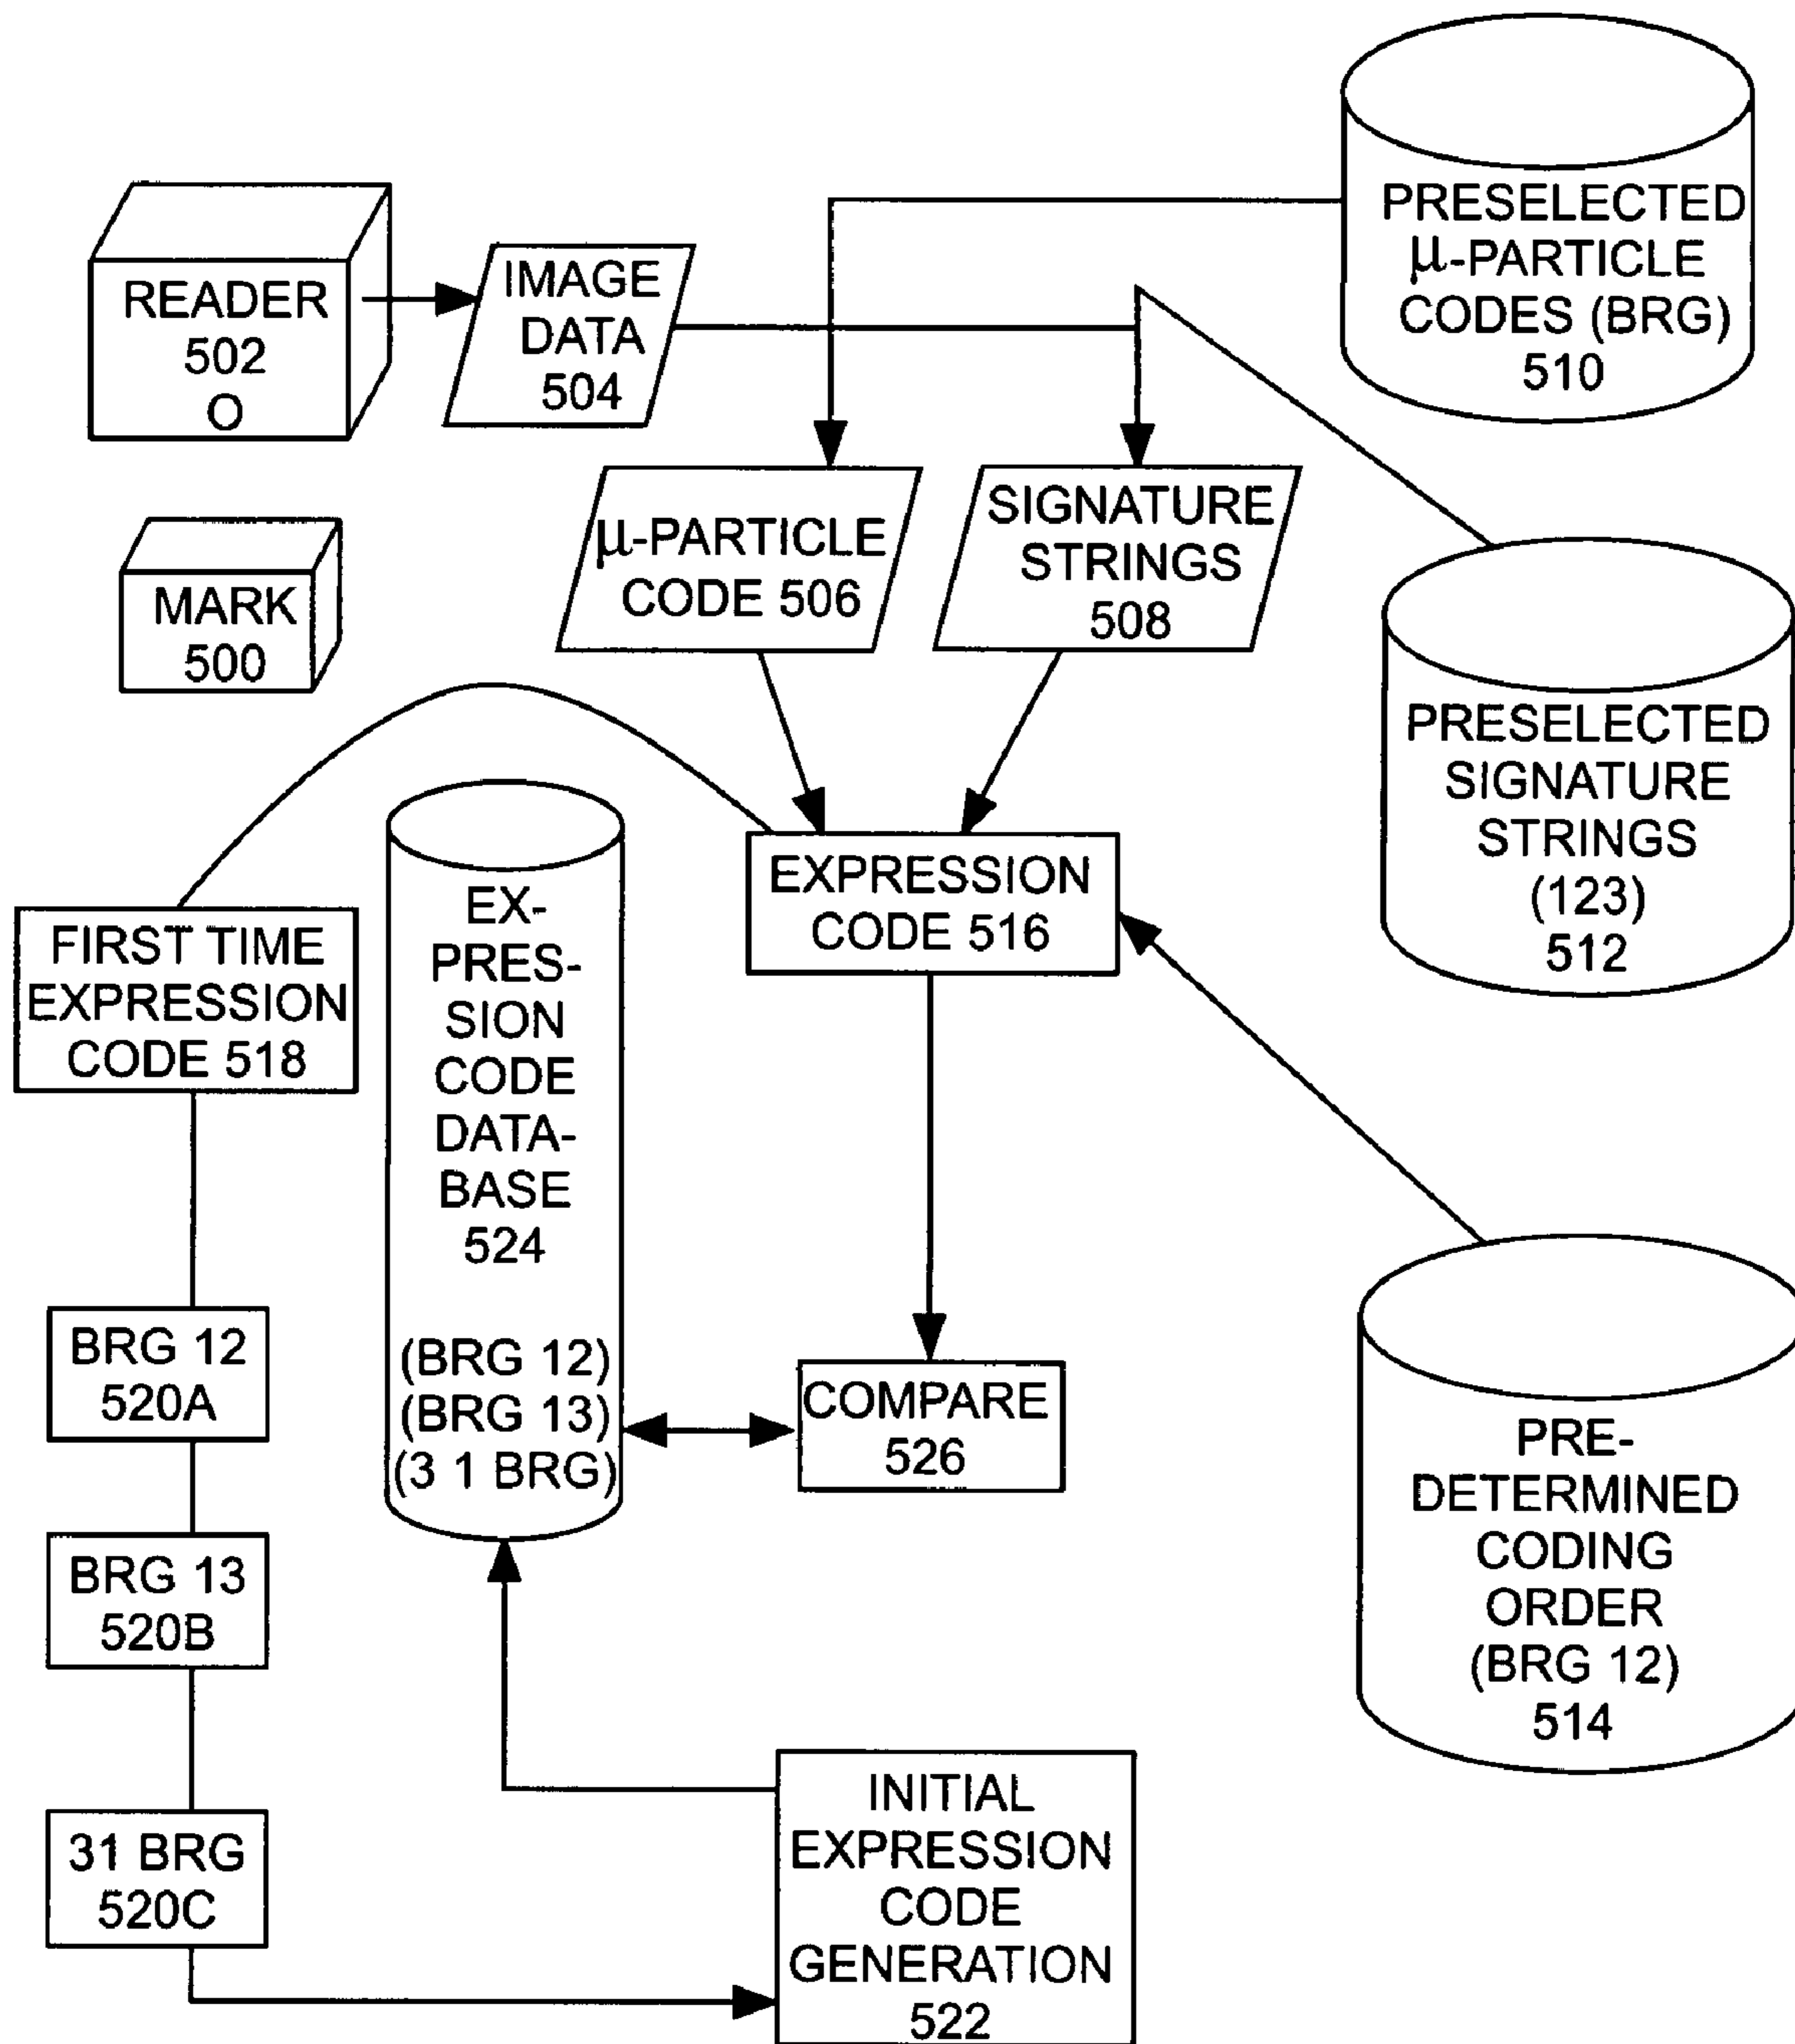 PRESELECTED
μ-PARTICLE
CODES (BRG)
510
READER
502
O
IMAGE
DATA
504
MARK
500
μ-PARTICLE
CODE 506
SIGNATURE
STRINGS
508
PRESELECTED
SIGNATURE
STRINGS
(123)
512
FIRST TIME
EXPRESSION
CODE 518
EX-
PRES-
SION
CODE
DATA-
BASE
524
(BRG 12)
(BRG 13)
(3 1 BRG)
EXPRESSION
CODE 516
BRG 12
520A
BRG 13
520B
31 BRG
520C
COMPARE
526
PRE-
DETERMINED
CODING
ORDER
(BRG 12)
514
INITIAL
EXPRESSION
CODE
GENERATION
522